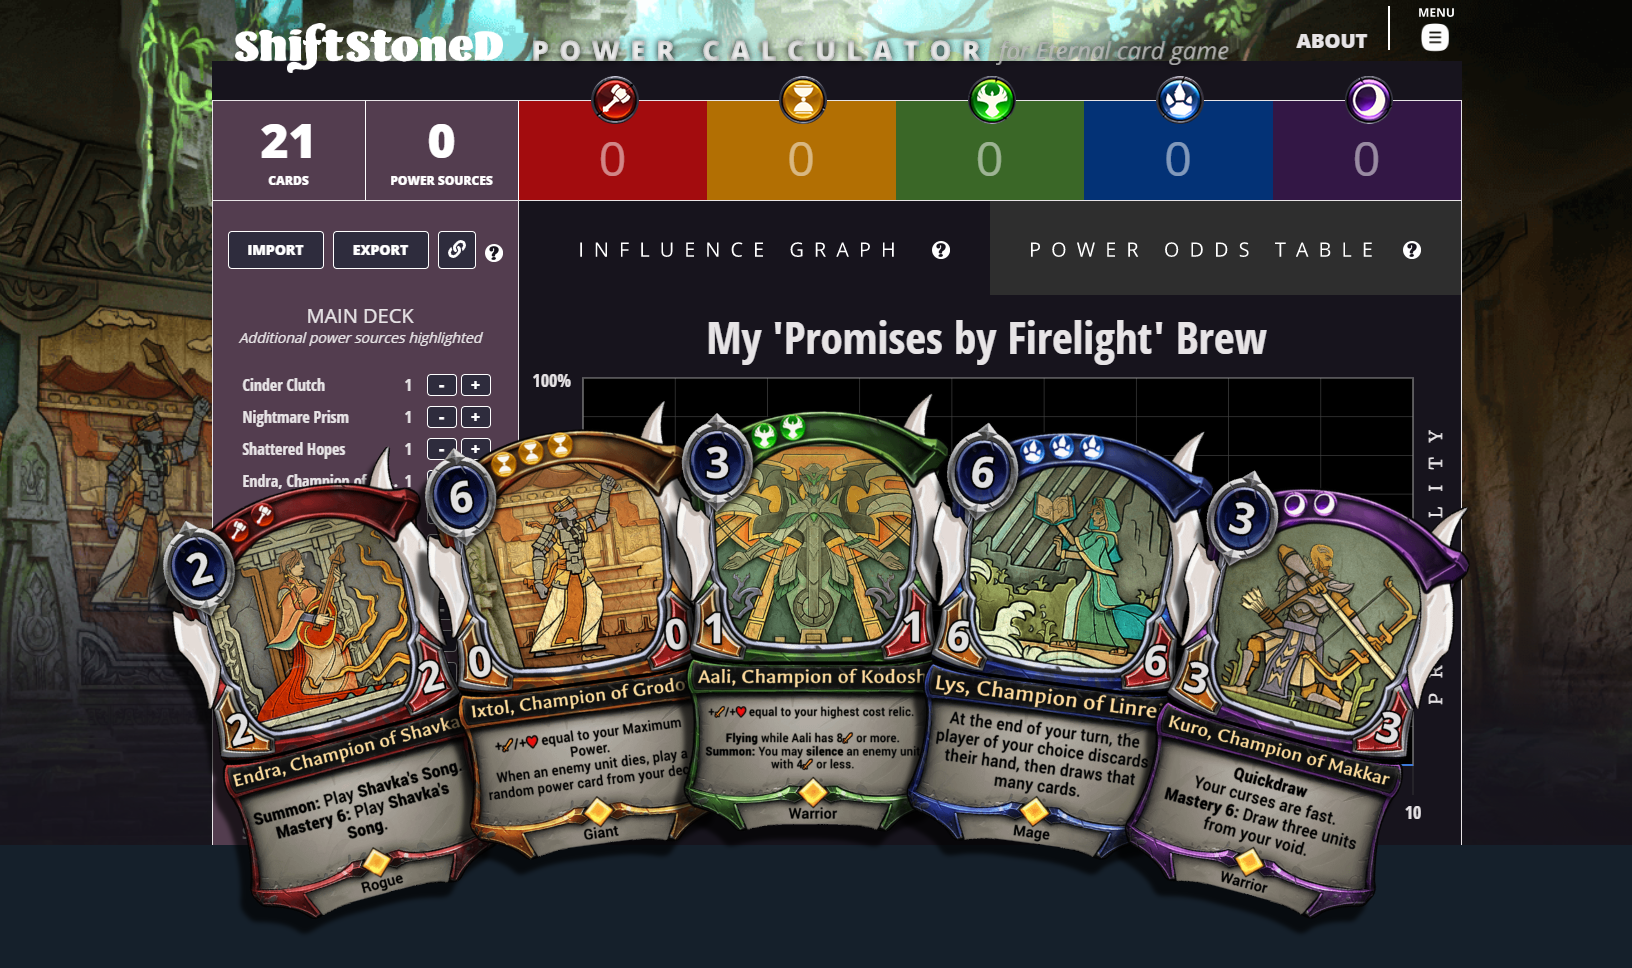 ShiftStoneD POWER CALCULATOR for Eternal card game
ABOUT
MENU
21
CARDS
0
POWER SOURCES
0
0
0
0
0
IMPORT
EXPORT
?
INFLUENCE GRAPH ?
POWER ODDS TABLE ?
MAIN DECK
Additional power sources highlighted
Cinder Clutch 1 - +
Nightmare Prism 1 - +
Shattered Hopes 1 - +
Endra, Champion of 1
My 'Promises by Firelight' Brew
100%
10
2
2
2
Endra, Champion of Shavka
Summon: Play Shavka's Song.
Mastery 6: Play Shavka's
Song.
Rogue
6
0
0
Ixtol, Champion of Grodo
+/+ equal to your Maximum
Power.
When an enemy unit dies, play a
random power card from your dec
Giant
3
1
1
Aali, Champion of Kodosh
+/+ equal to your highest cost relic.
Flying while Aali has 8 or more.
Summon: You may silence an enemy unit
with 4 or less.
Warrior
6
6
6
Lys, Champion of Linre
At the end of your turn, the
player of your choice discards
their hand, then draws that
many cards.
Mage
3
3
3
Kuro, Champion of Makkar
Quickdraw
Your curses are fast.
Mastery 6: Draw three units
from your void.
Warrior